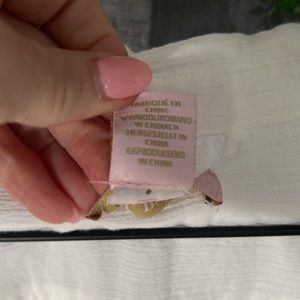 FABRIQUÉ EN
CHINE
WYPRODUKOWANO
W CHINACH
HERGESTELLT IN
CHINA
GEPRODUCEERD
IN CHINA